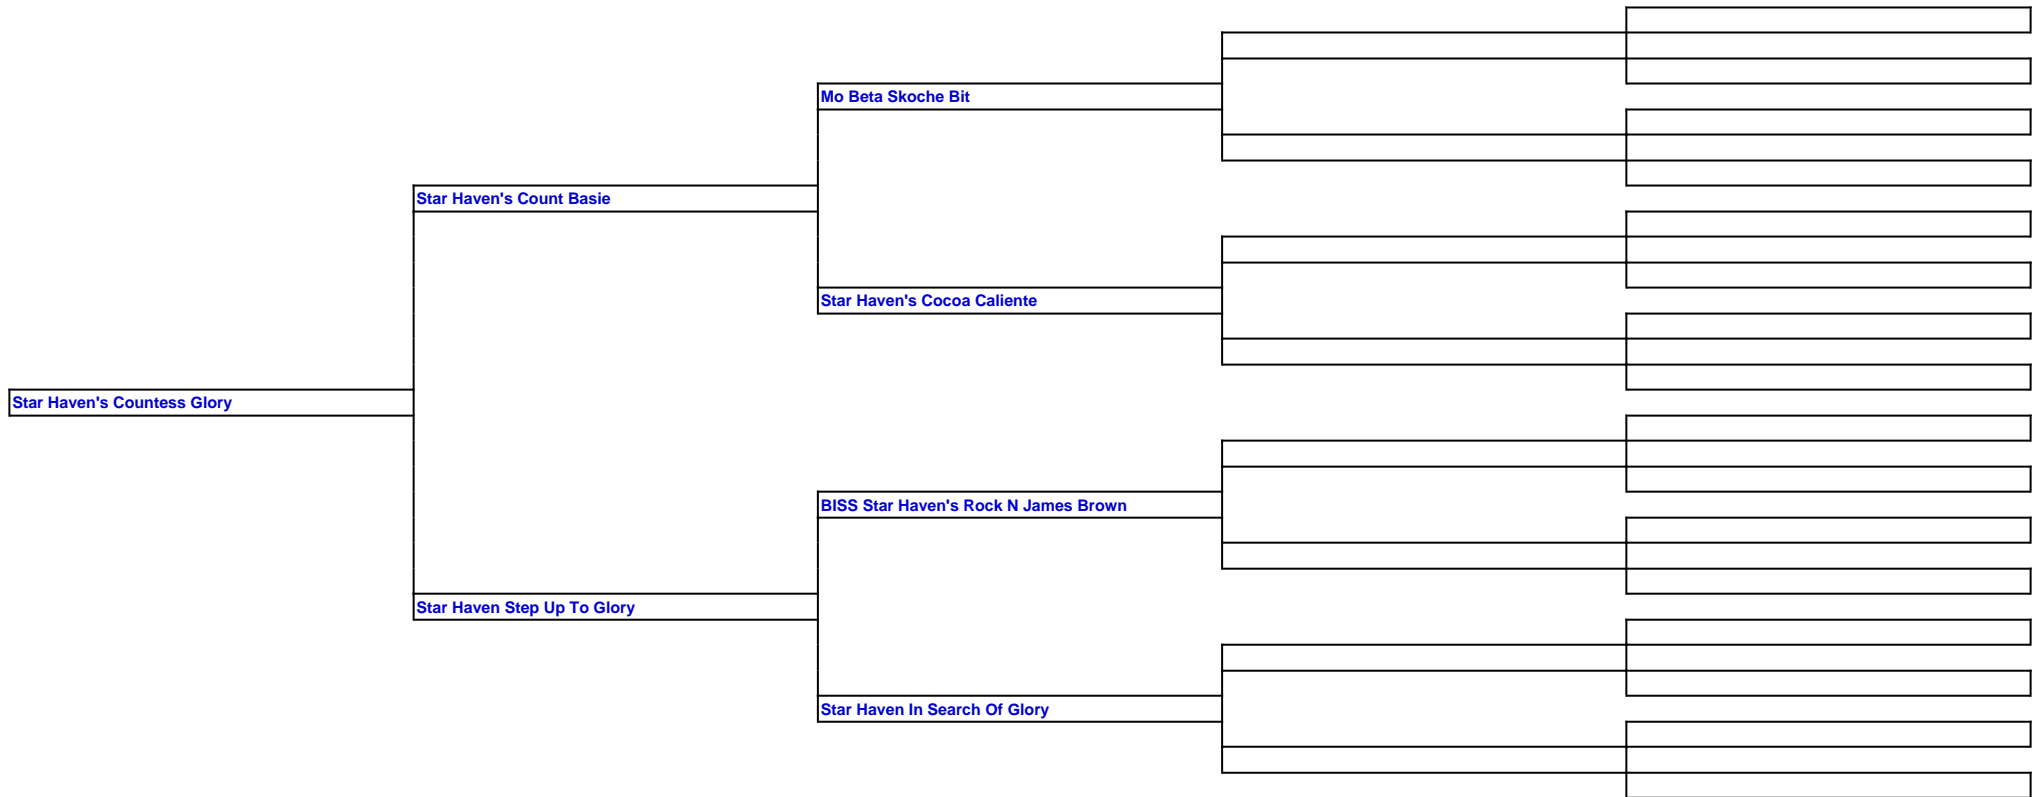 Mo Beta Skoche Bit
Star Haven's Count Basie
Star Haven's Cocoa Caliente
Star Haven's Countess Glory
BISS Star Haven's Rock N James Brown
Star Haven Step Up To Glory
Star Haven In Search Of Glory